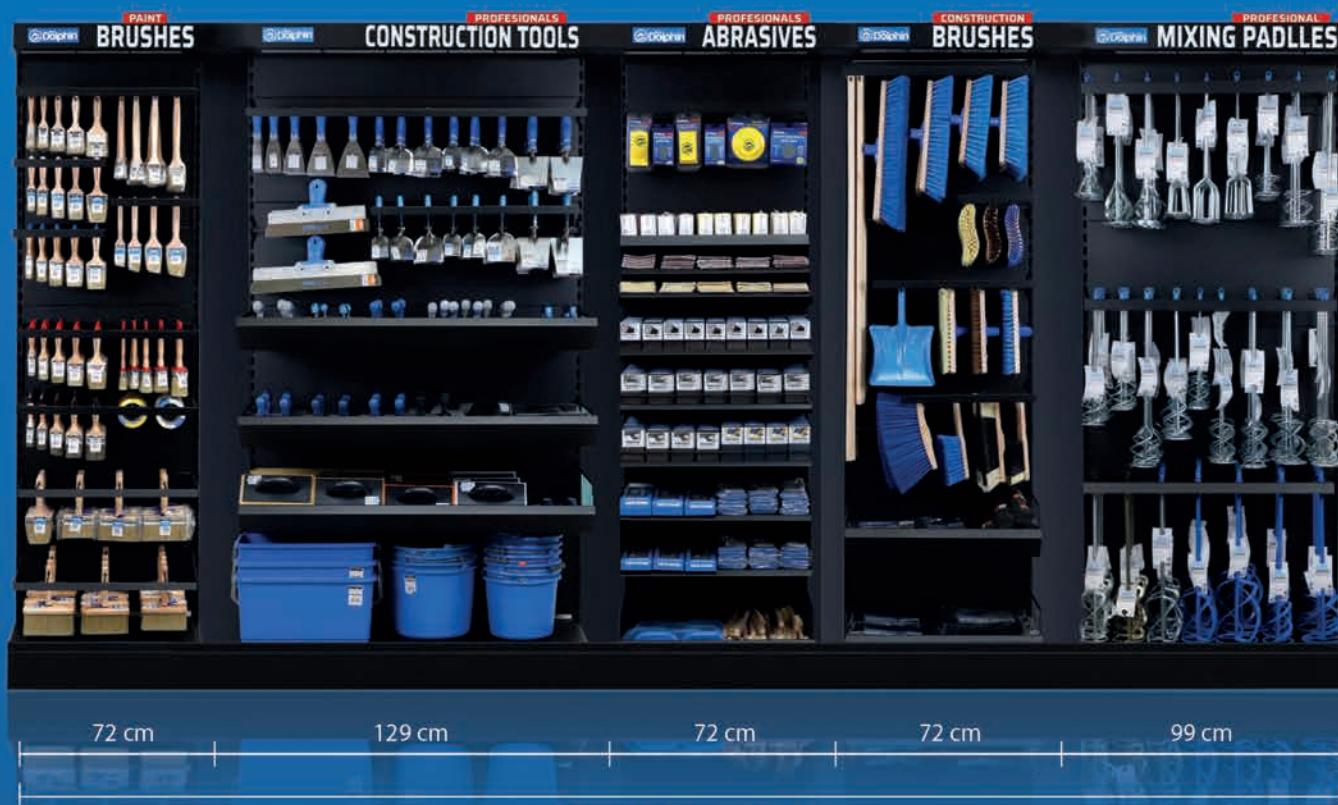 PAINT
Dolphin BRUSHES
PROFESIONALS
Dolphin CONSTRUCTION TOOLS
PROFESIONALS
Dolphin ABRASIVES
CONSTRUCTION
Dolphin BRUSHES
PROFESIONAL
Dolphin MIXING PADLLES
72 cm
129 cm
72 cm
72 cm
99 cm